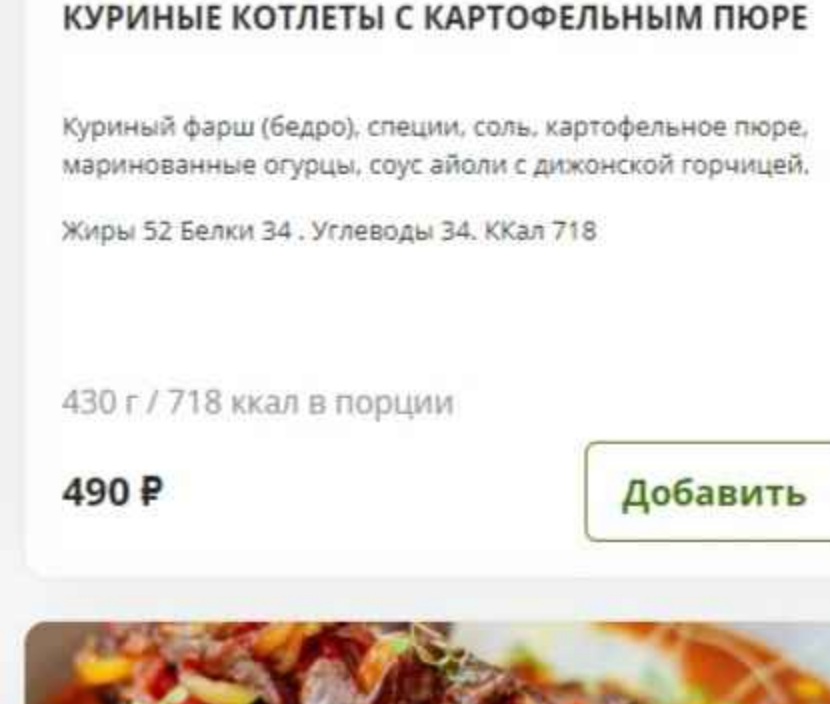 КУРИНЫЕ КОТЛЕТЫ С КАРТОФЕЛЬНЫМ ПЮРЕ
Куриный фарш (бедро), специи, соль, картофельное пюре,
маринованные огурцы, соус айоли с дижонской горчицей.
Жиры 52 Белки 34 . Углеводы 34. ККал 718
430 г / 718 ккал в порции
490 ₽
Добавить